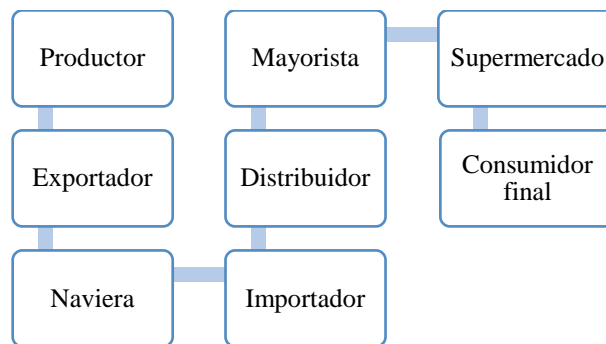 Productor
Exportador
Naviera
Importador
Distribuidor
Mayorista
Supermercado
Consumidor
final